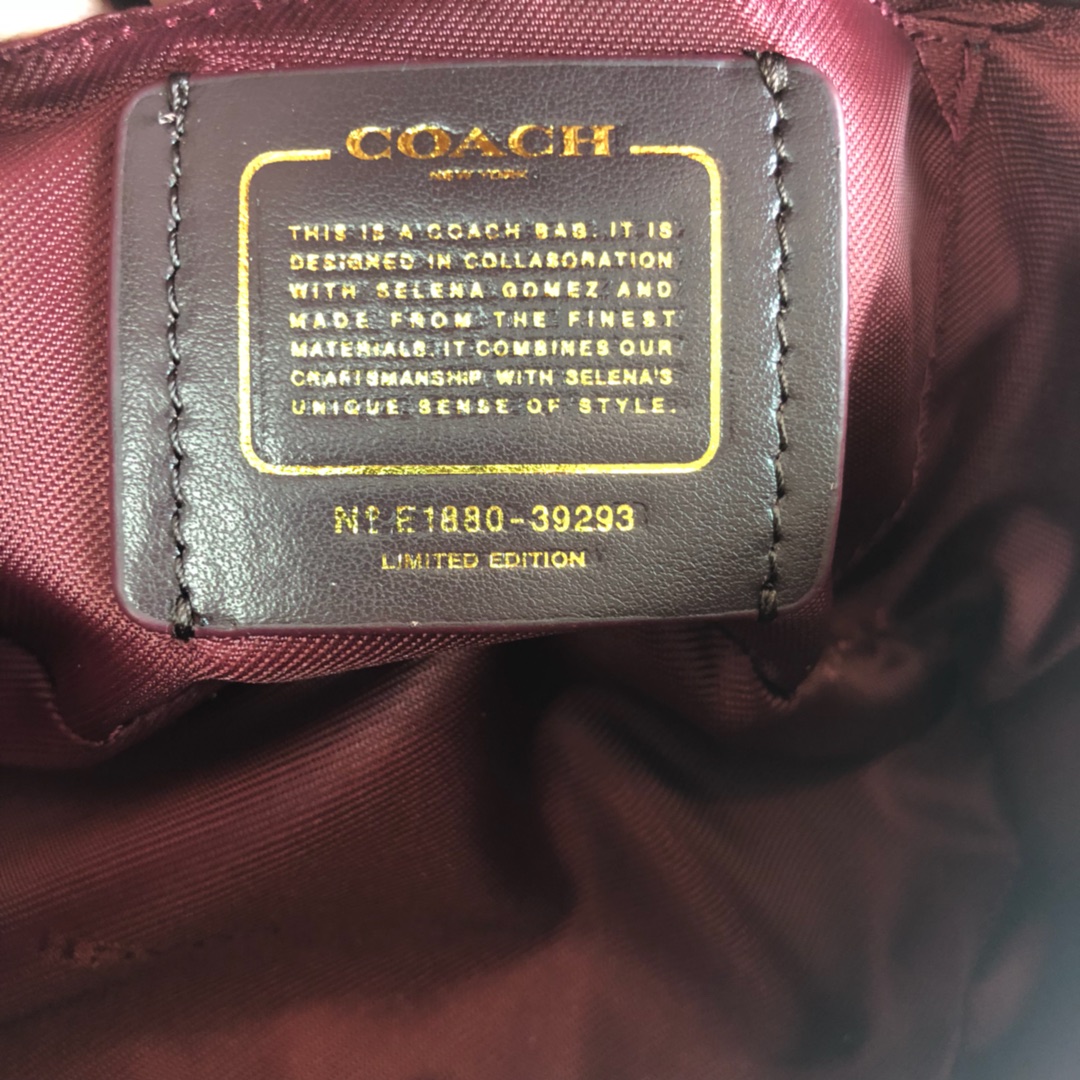 COACH
NEW YORK
THIS IS A COACH BAG. IT IS
DESIGNED IN COLLABORATION
WITH SELENA GOMEZ AND
MADE FROM THE FINEST
MATERIALS. IT COMBINES OUR
CRAFTSMANSHIP WITH SELENA'S
UNIQUE SENSE OF STYLE.
Nº. E1880-39293
LIMITED EDITION